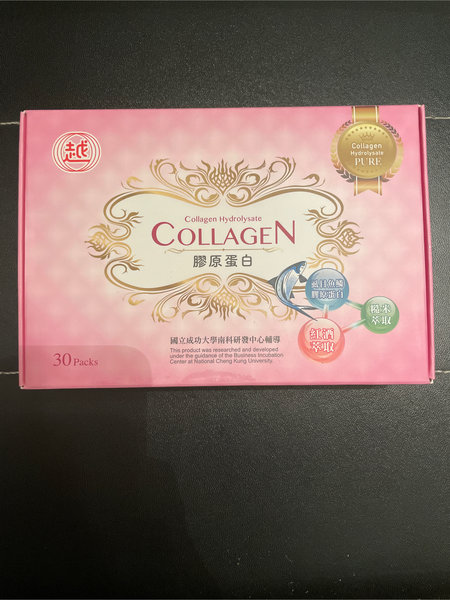 越
Collagen
Hydrolysate
PURE
Collagen Hydrolysate
COLLAGEN
膠原蛋白
藍目魚鱗
膠原蛋白
糙米
萃取
紅酒
萃取
國立成功大學南科研發中心輔導
This product was researched and developed
under the guidance of the Business Incubation
Center at National Cheng Kung University.
30 Packs